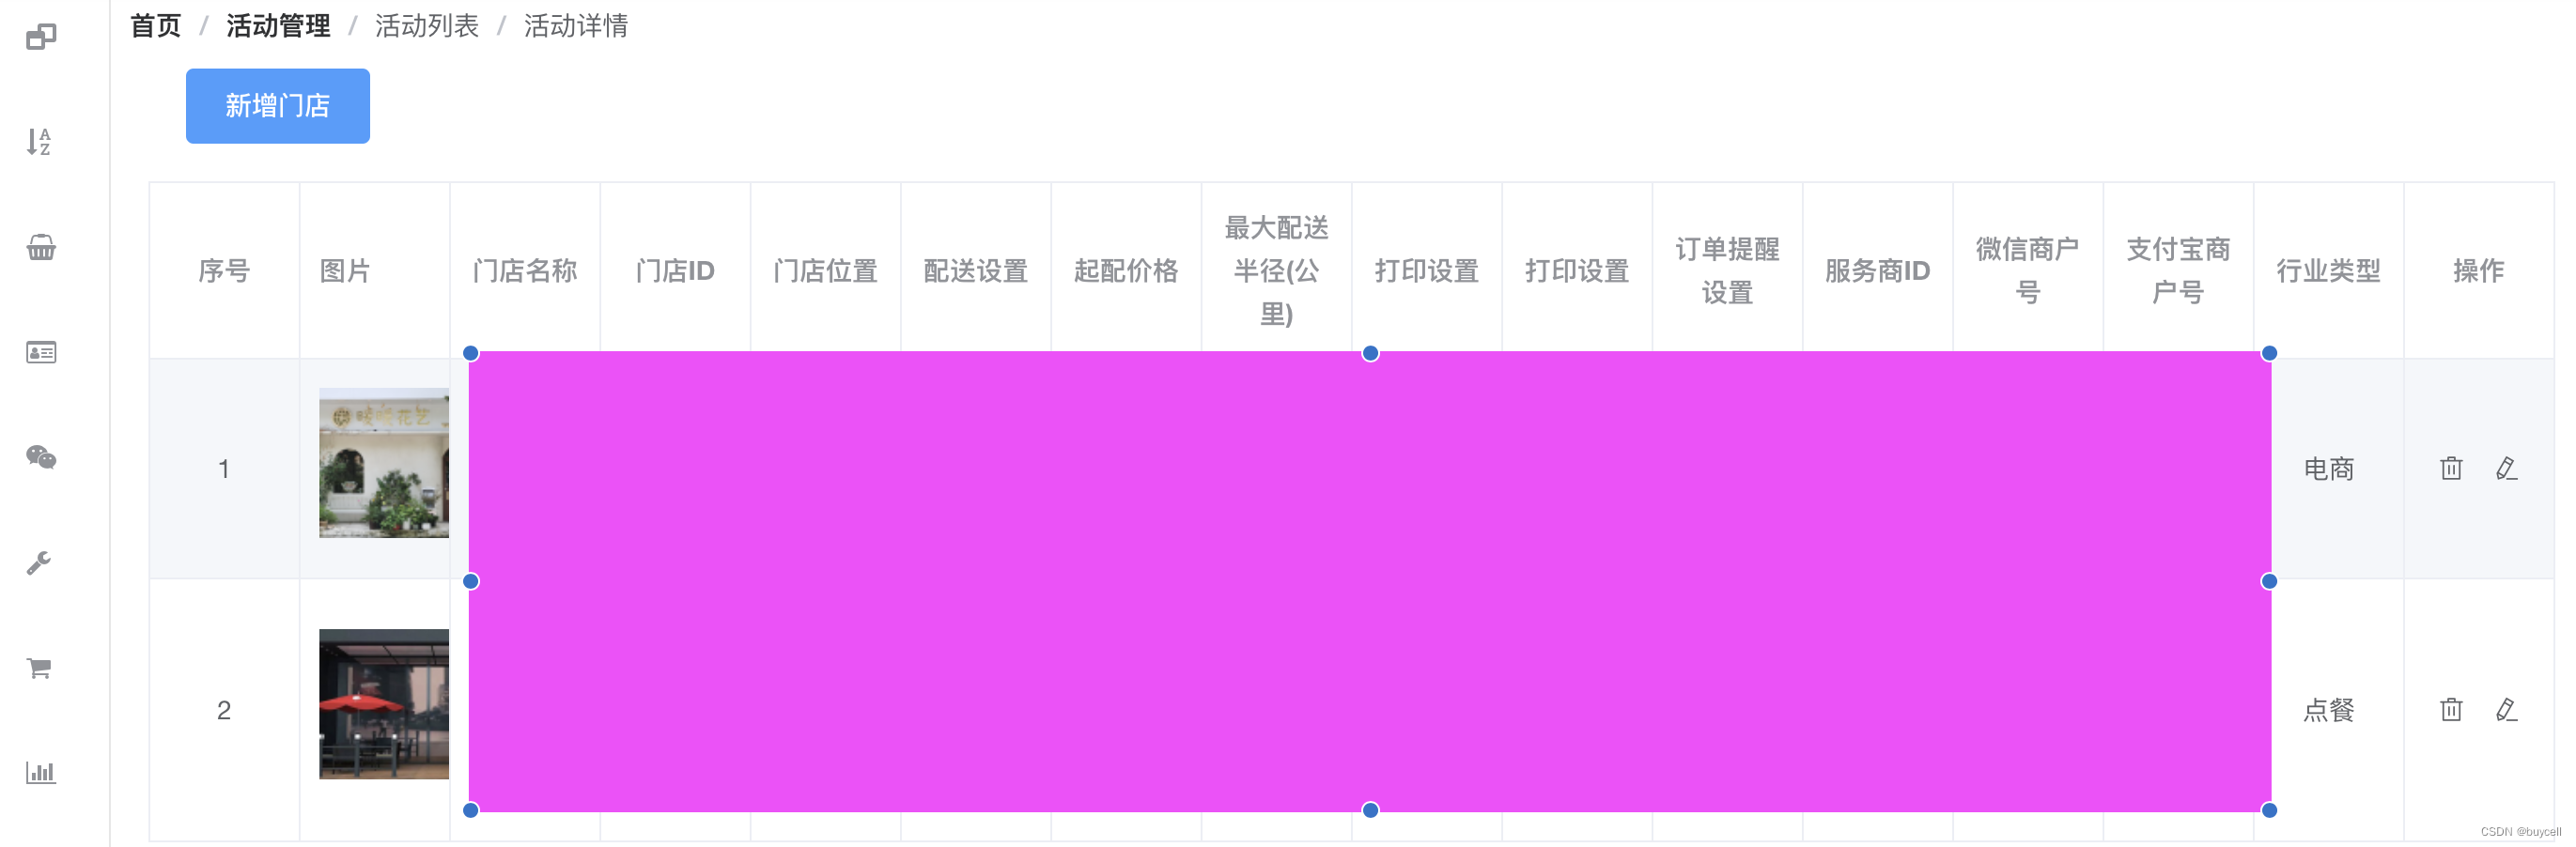 首页 / 活动管理 / 活动列表 / 活动详情
新增门店
序号 图片 门店名称 门店ID 门店位置 配送设置 起配价格 最大配送半径(公里) 打印设置 打印设置 订单提醒设置 服务商ID 微信商户号 支付宝商户号 行业类型 操作
花艺
1 电商
2 点餐
CSDN @buycell